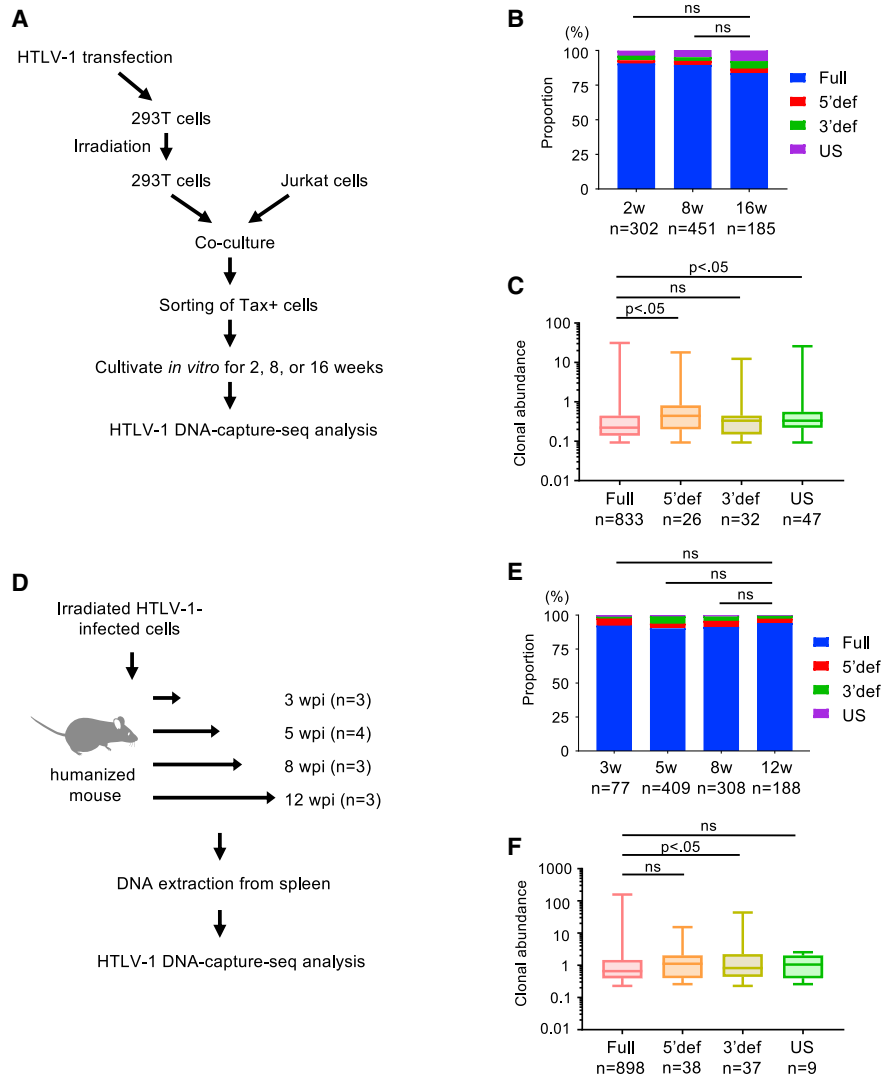 A
HTLV-1 transfection
293T cells
Irradiation
293T cells
Jurkat cells
Co-culture
Sorting of Tax+ cells
Cultivate in vitro for 2, 8, or 16 weeks
HTLV-1 DNA-capture-seq analysis
B
ns
ns
(%)
100
75
50
25
0
Proportion
2w
8w
16w
n=302
n=451
n=185
Full
5'def
3'def
US
C
p<.05
ns
p<.05
100
10
1
0.1
0.01
Clonal abundance
Full
5'def
3'def
US
n=833
n=26
n=32
n=47
D
Irradiated HTLV-1-
infected cells
humanized
mouse
3 wpi (n=3)
5 wpi (n=4)
8 wpi (n=3)
12 wpi (n=3)
DNA extraction from spleen
HTLV-1 DNA-capture-seq analysis
E
ns
ns
ns
(%)
100
75
50
25
0
Proportion
3w
5w
8w
12w
n=77
n=409
n=308
n=188
Full
5'def
3'def
US
F
ns
p<.05
ns
1000
100
10
1
0.1
0.01
Clonal abundance
Full
5'def
3'def
US
n=898
n=38
n=37
n=9